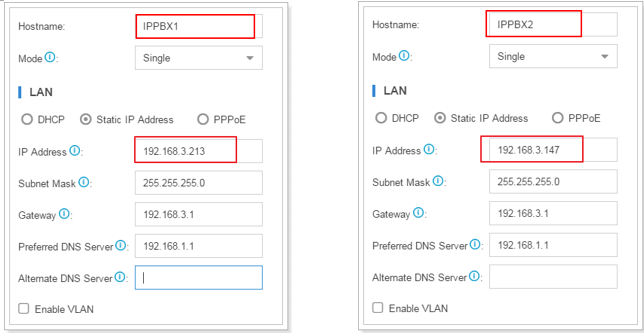 Hostname: IPPBX1
Mode: Single
LAN
DHCP Static IP Address PPPoE
IP Address: 192.168.3.213
Subnet Mask: 255.255.255.0
Gateway: 192.168.3.1
Preferred DNS Server: 192.168.1.1
Alternate DNS Server:
Enable VLAN
Hostname: IPPBX2
Mode: Single
LAN
DHCP Static IP Address PPPoE
IP Address: 192.168.3.147
Subnet Mask: 255.255.255.0
Gateway: 192.168.3.1
Preferred DNS Server: 192.168.1.1
Alternate DNS Server:
Enable VLAN